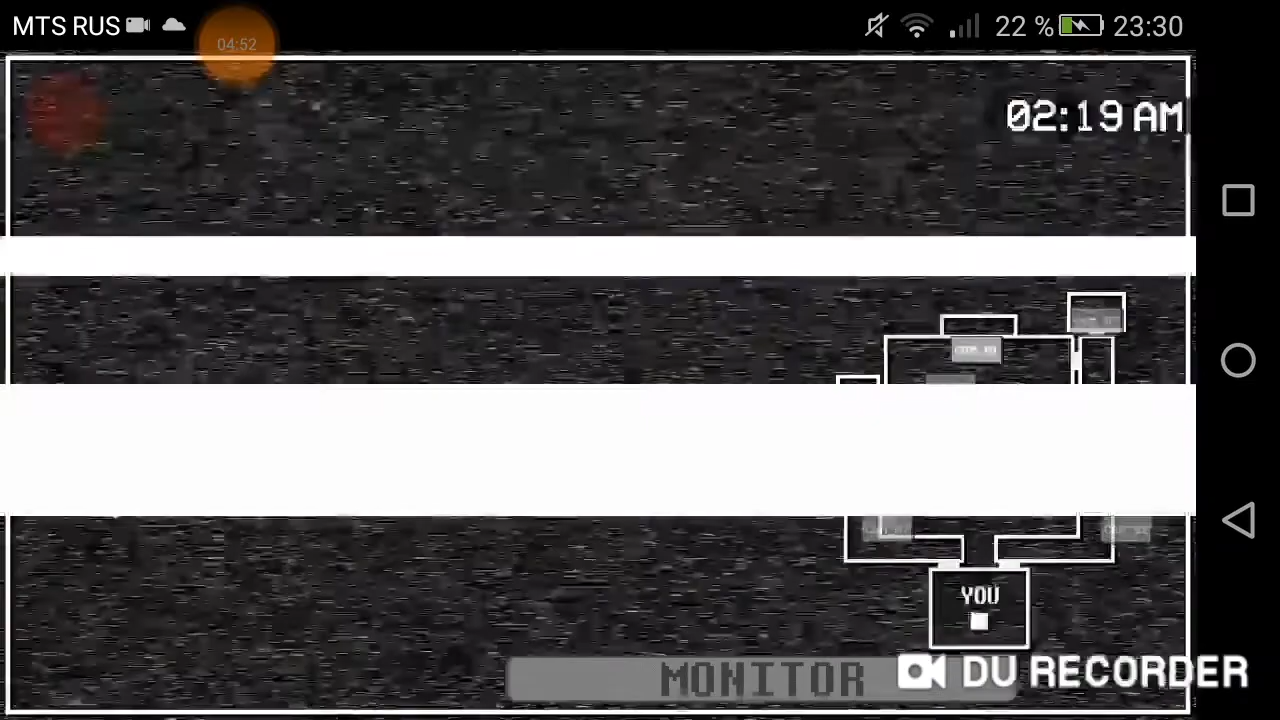 MTS RUS 22 % 23:30
04:52
02:19 AM
YOU
MONITOR
DU RECORDER